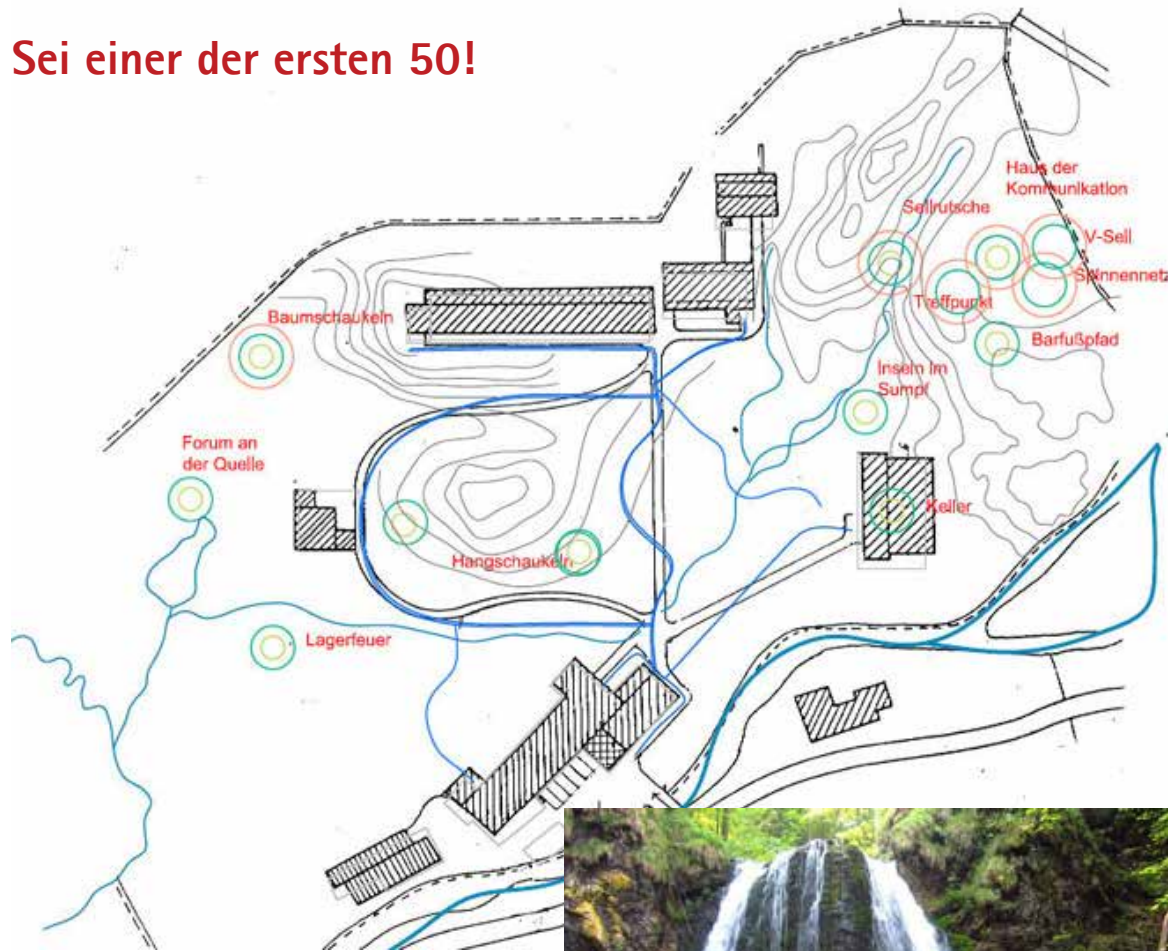 Sei einer der ersten 50!
Haus der
Kommunikation
Seilrutsche
V-Seil
Spinnennetz
Treffpunkt
Baumschaukeln
Barfußpfad
Inseln im
Sumpf
Forum an
der Quelle
Keller
Hangschaukeln
Lagerfeuer